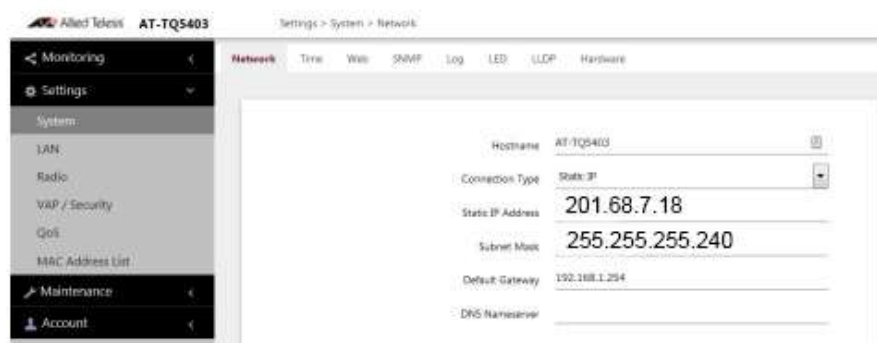 Allied Telesis AT-TQ5403 Settings > System > Network
Monitoring
Network Time Web SNMP Log LED LLDP Hardware
Settings
System
LAN
Radio
VAP / Security
QoS
MAC Address List
Maintenance
Account
Hostname AT-TQ5403
Connection Type Static IP
Static IP Address 201.68.7.18
Subnet Mask 255.255.255.240
Default Gateway 192.168.1.254
DNS Nameserver